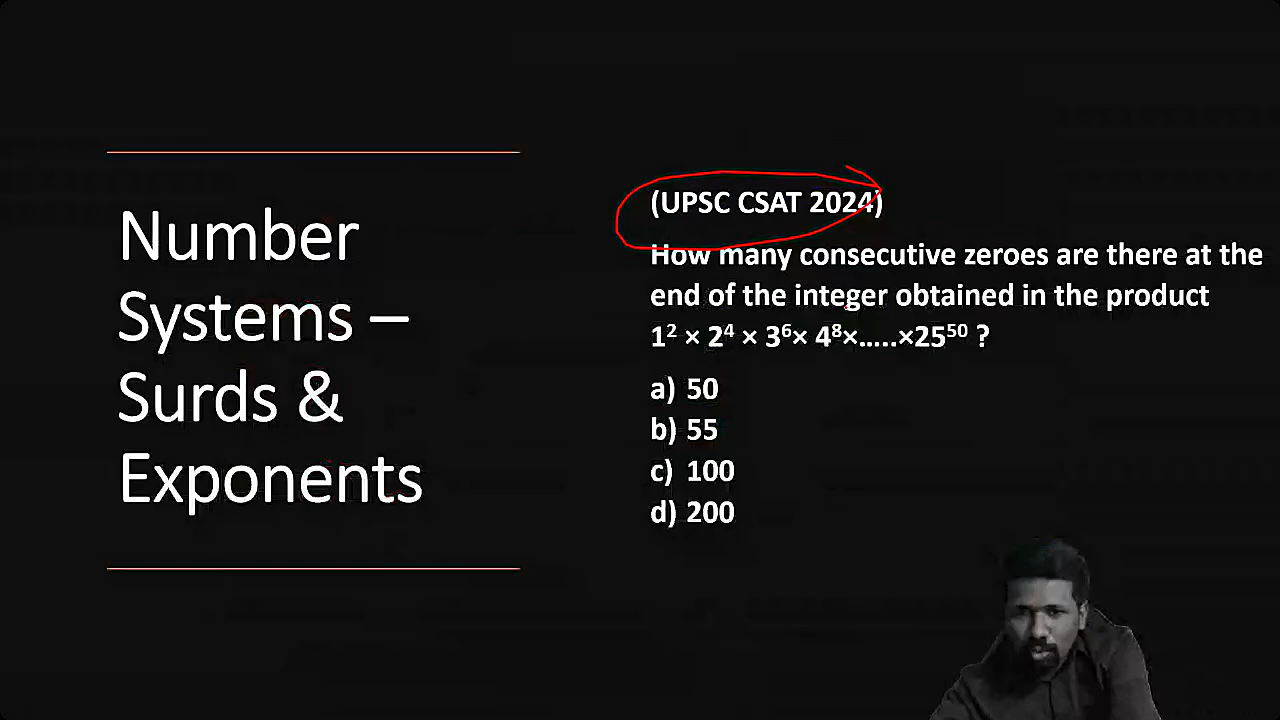 Number
Systems –
Surds &
Exponents
(UPSC CSAT 2024)
How many consecutive zeroes are there at the
end of the integer obtained in the product
1² × 2⁴ × 3⁶× 4⁸×.....×25⁵⁰ ?
a) 50
b) 55
c) 100
d) 200